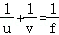 1/u + 1/v = 1/f